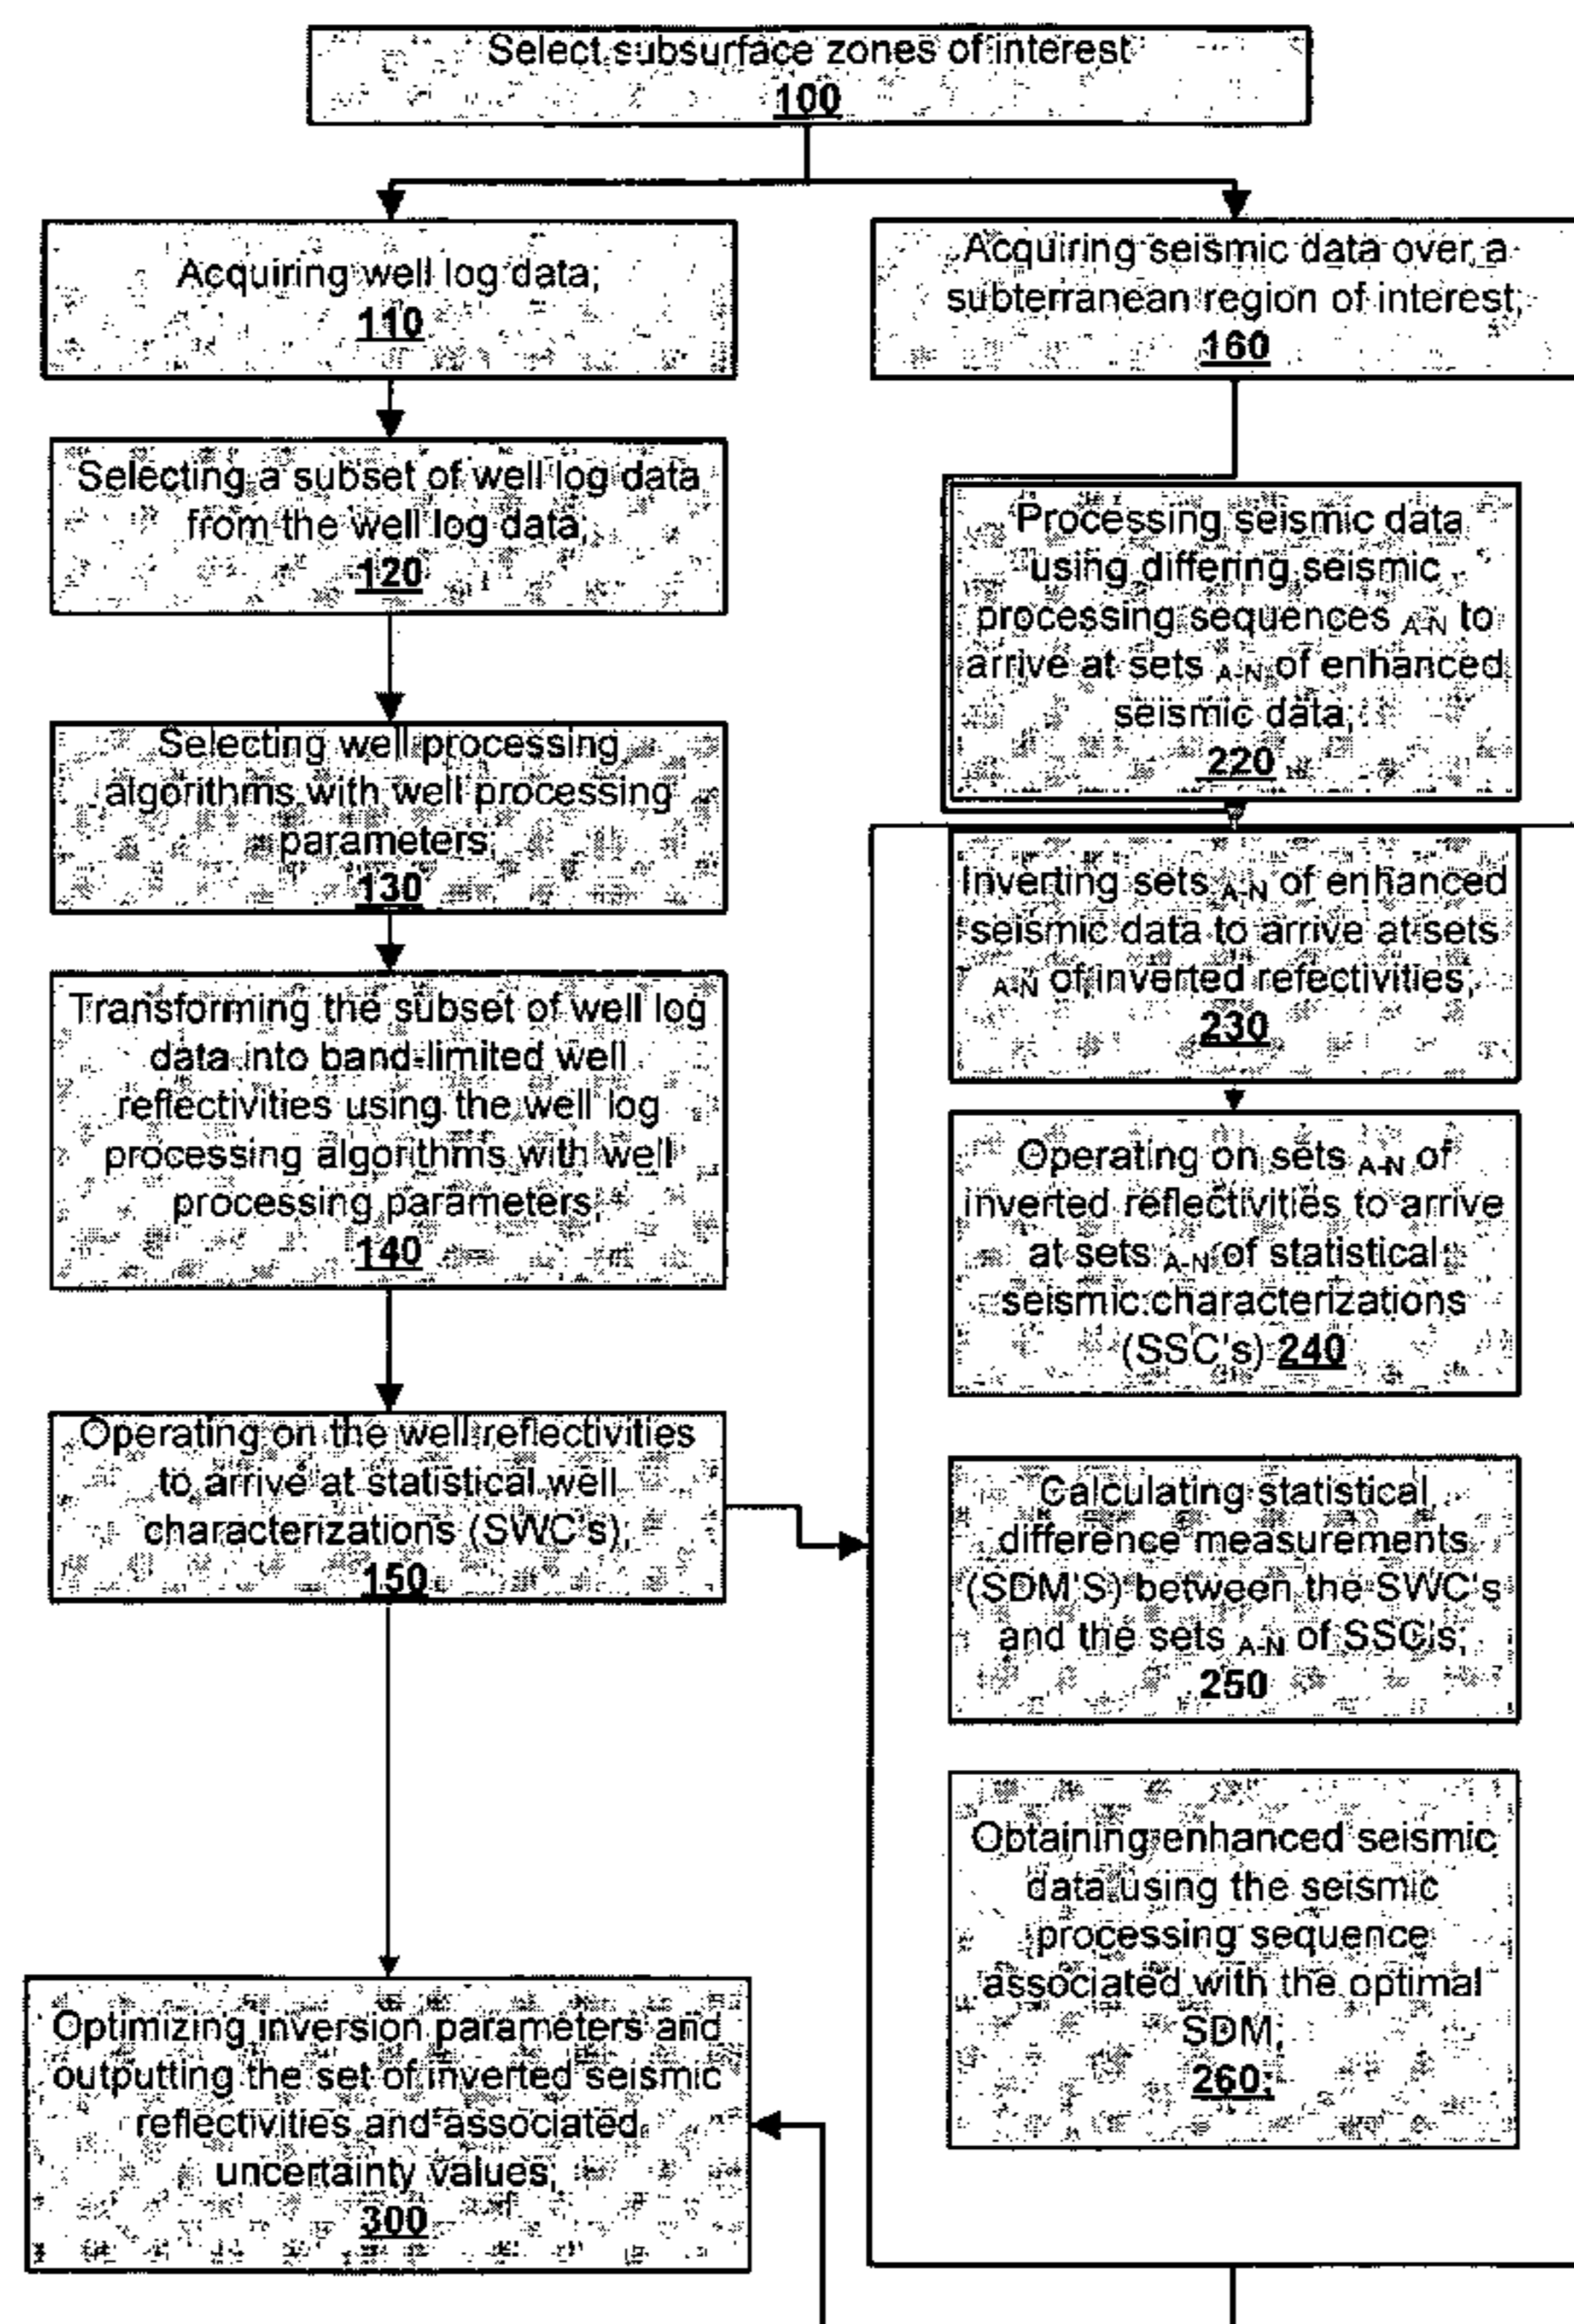 Select subsurface zones of interest
100
Acquiring well log data;
110
Selecting a subset of well log data
from the well log data;
120
Selecting well processing
algorithms with well processing
parameters;
130
Transforming the subset of well log
data into band-limited well
reflectivities using the well log
processing algorithms with well
processing parameters;
140
Operating on the well reflectivities
to arrive at statistical well
characterizations (SWC's);
150
Optimizing inversion parameters and
outputting the set of inverted seismic
reflectivities and associated
uncertainty values;
300
Acquiring seismic data over a
subterranean region of interest;
160
Processing seismic data
using differing seismic
processing sequences A-N to
arrive at sets A-N of enhanced
seismic data;
220
Inverting sets A-N of enhanced
seismic data to arrive at sets
A-N of inverted refectivities;
230
Operating on sets A-N of
inverted reflectivities to arrive
at sets A-N of statistical
seismic characterizations
(SSC's) 240
Calculating statistical
difference measurements
(SDM'S) between the SWC's
and the sets A-N of SSC's;
250
Obtaining enhanced seismic
data using the seismic
processing sequence
associated with the optimal
SDM;
260;